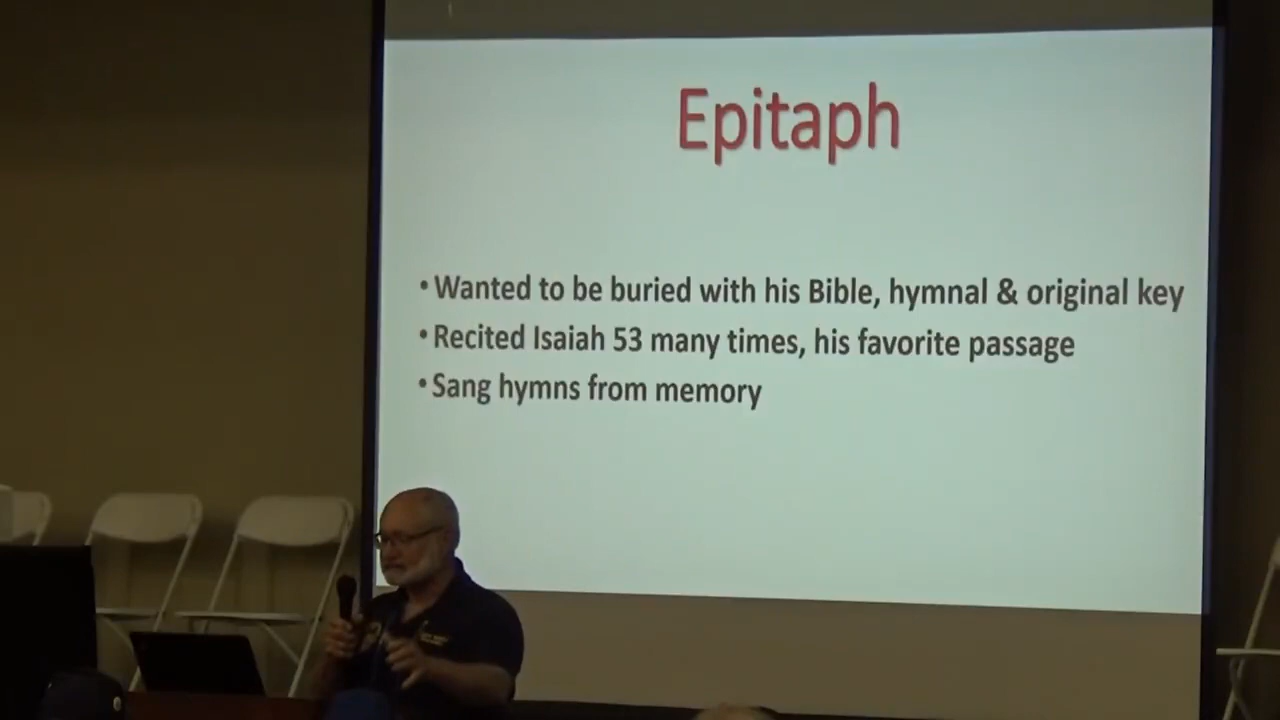 Epitaph
• Wanted to be buried with his Bible, hymnal & original key
• Recited Isaiah 53 many times, his favorite passage
• Sang hymns from memory